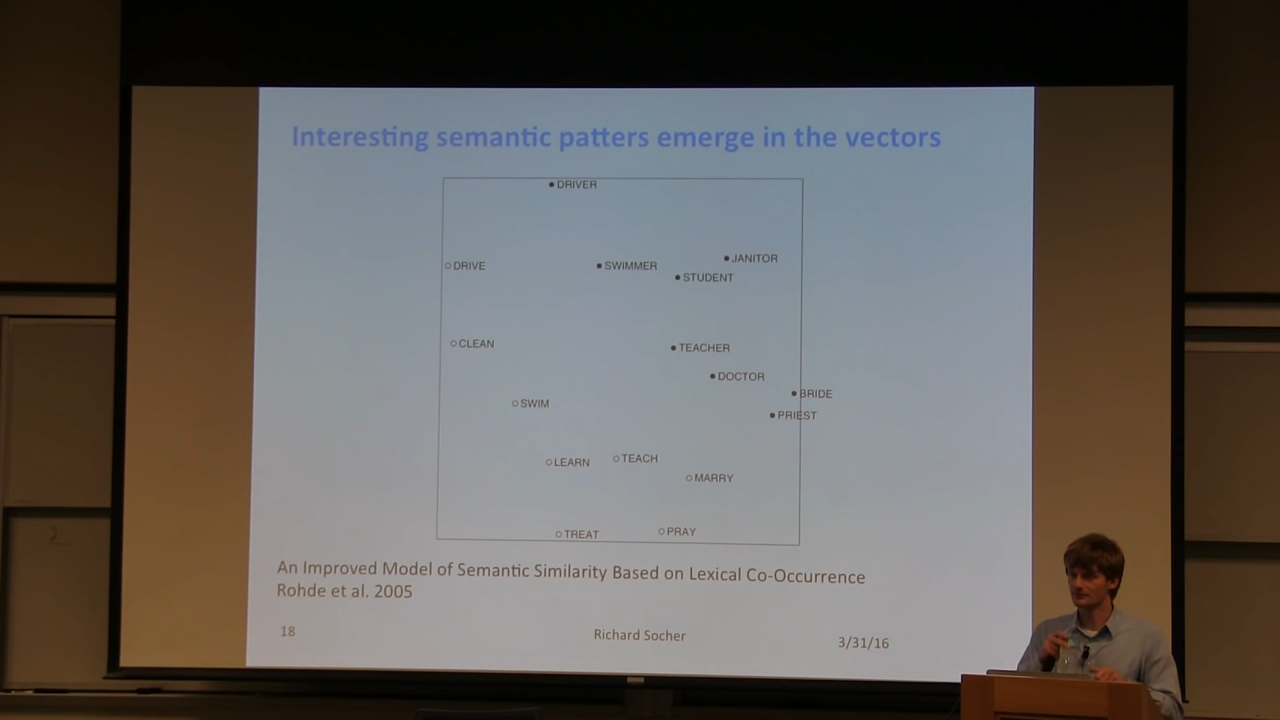 Interesting semantic patters emerge in the vectors
DRIVER
JANITOR
DRIVE
SWIMMER
STUDENT
CLEAN
TEACHER
DOCTOR
BRIDE
SWIM
PRIEST
LEARN
TEACH
MARRY
TREAT
PRAY
An Improved Model of Semantic Similarity Based on Lexical Co-Occurrence
Rohde et al. 2005
18
Richard Socher
3/31/16